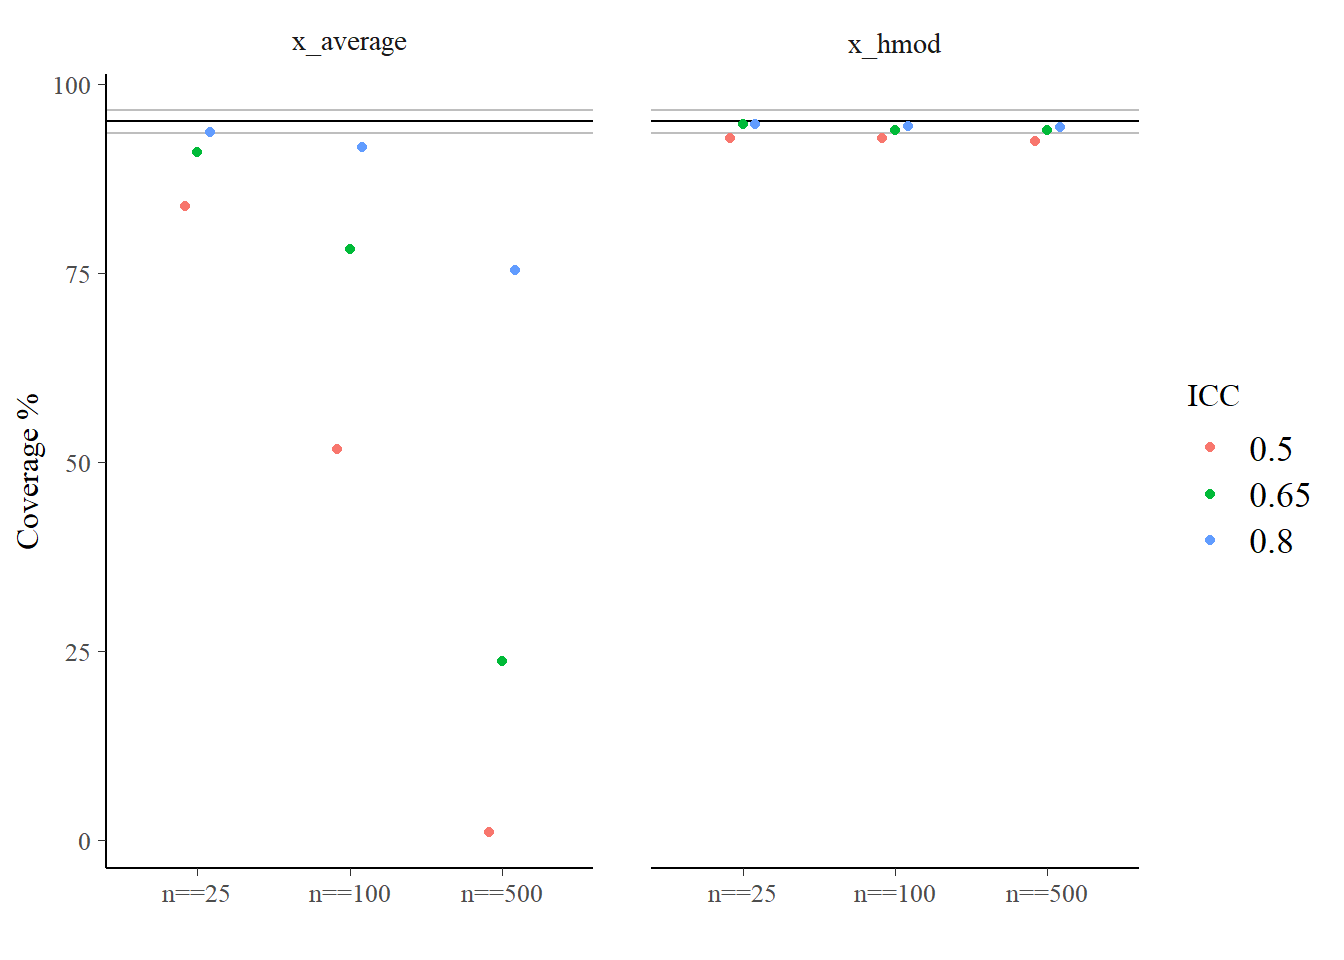 x_average
x_hmod
100
75
50
25
0
Coverage %
n==25
n==100
n==500
n==25
n==100
n==500
ICC
0.5
0.65
0.8